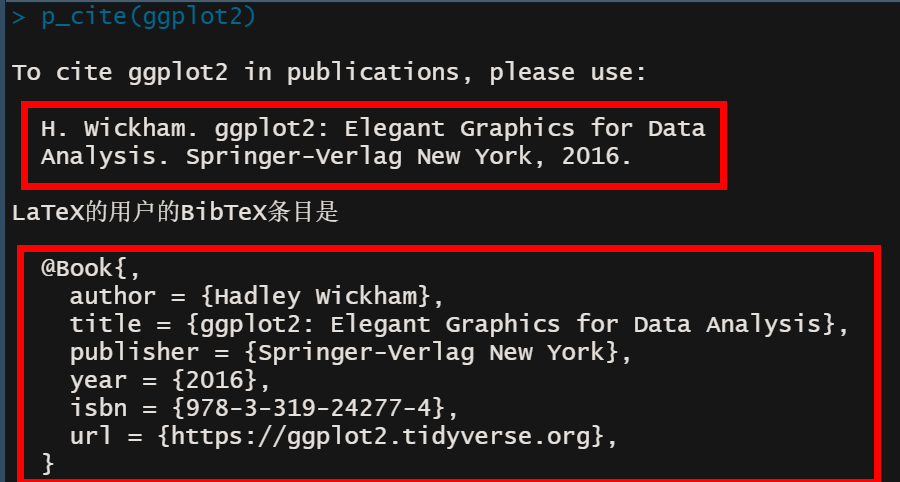 > p_cite(ggplot2)
To cite ggplot2 in publications, please use:
H. Wickham. ggplot2: Elegant Graphics for Data
Analysis. Springer-Verlag New York, 2016.
LaTeX的用户的BibTeX条目是
@Book{,
author = {Hadley Wickham},
title = {ggplot2: Elegant Graphics for Data Analysis},
publisher = {Springer-Verlag New York},
year = {2016},
isbn = {978-3-319-24277-4},
url = {https://ggplot2.tidyverse.org},
}